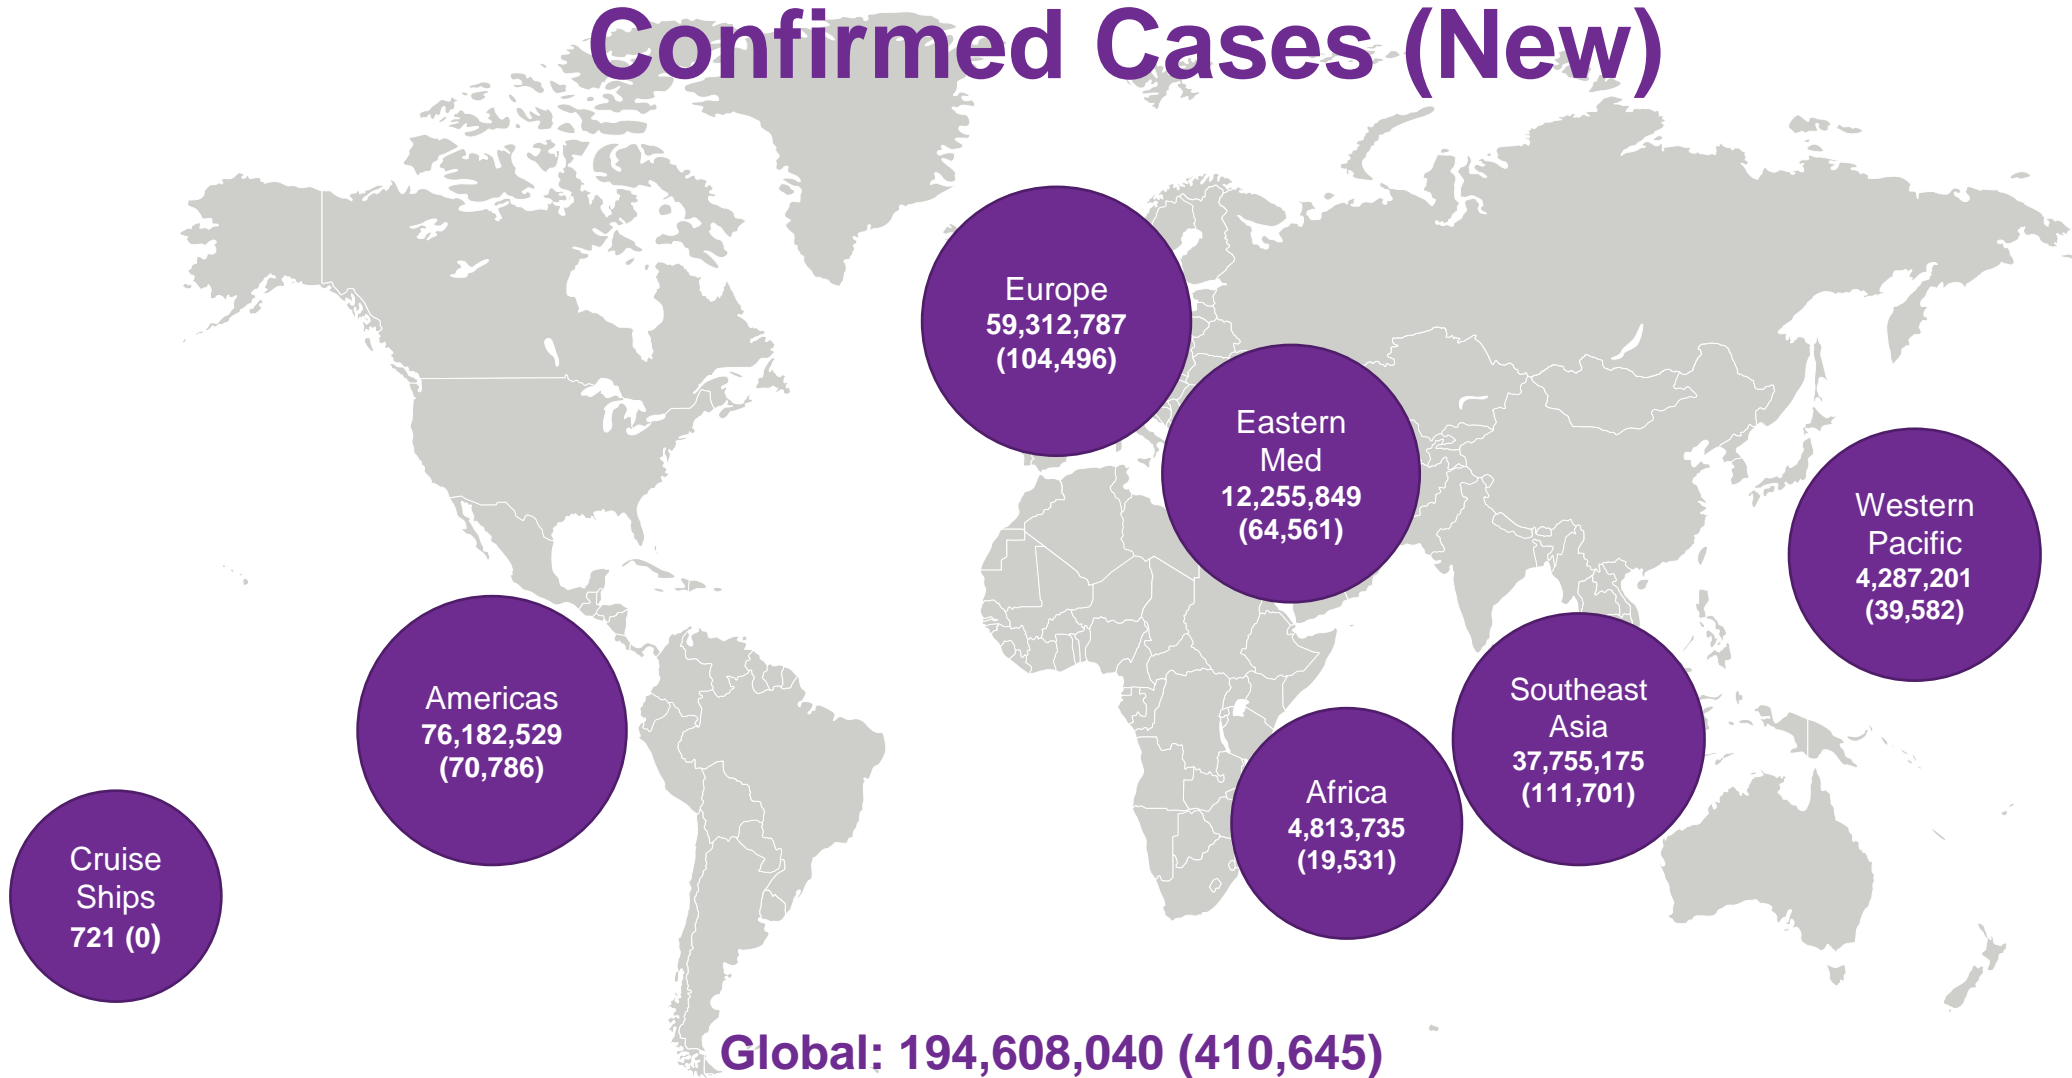 Confirmed Cases (New)
Europe
59,312,787
(104,496)
Eastern
Med
12,255,849
(64,561)
Western
Pacific
4,287,201
(39,582)
Americas
76,182,529
(70,786)
Southeast
Asia
37,755,175
(111,701)
Africa
4,813,735
(19,531)
Cruise
Ships
721 (0)
Global: 194,608,040 (410,645)